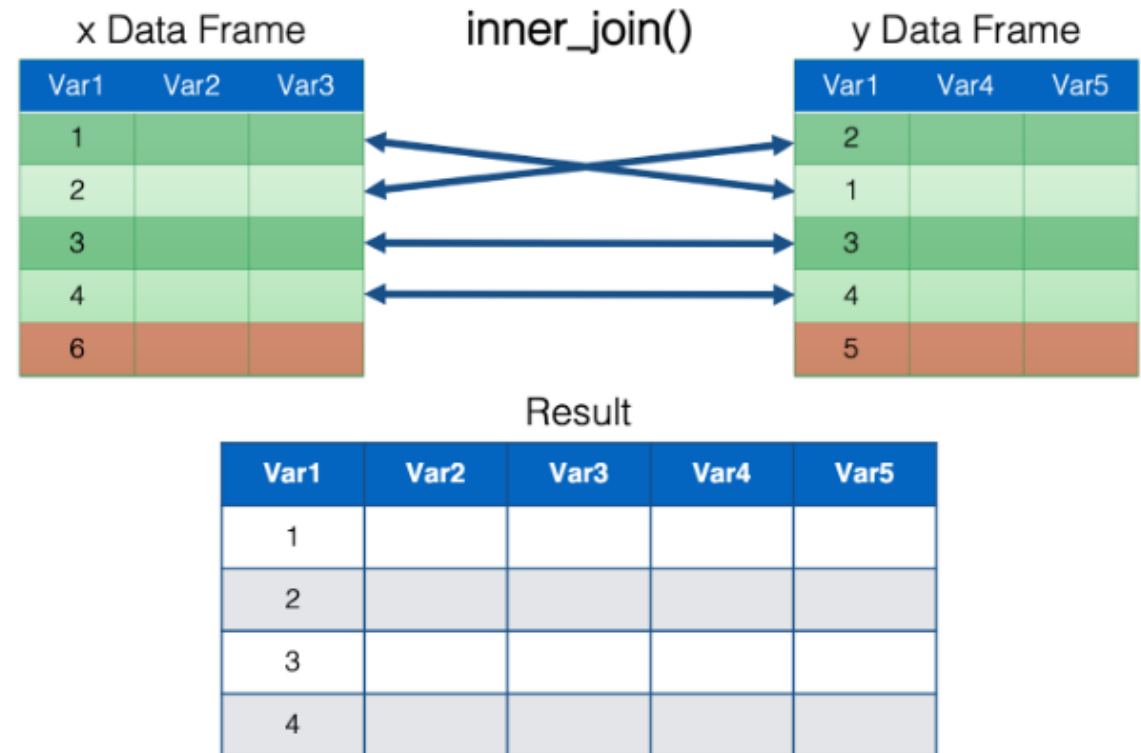 x Data Frame inner_join() y Data Frame
Var1 Var2 Var3 Var1 Var4 Var5
1 2
2 1
3 3
4 4
6 5
Result
Var1 Var2 Var3 Var4 Var5
1
2
3
4